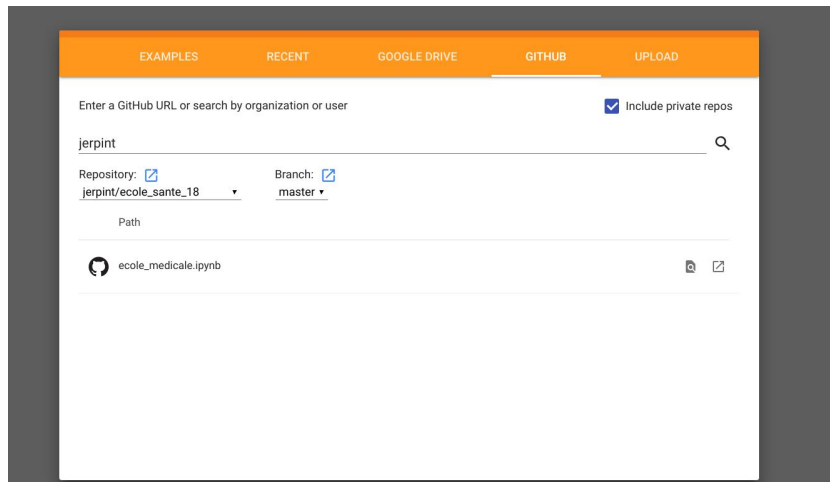 EXAMPLES RECENT GOOGLE DRIVE GITHUB UPLOAD
Enter a GitHub URL or search by organization or user Include private repos
jerpint
Repository: Branch:
jerpint/ecole_sante_18 master
Path
ecole_medicale.ipynb